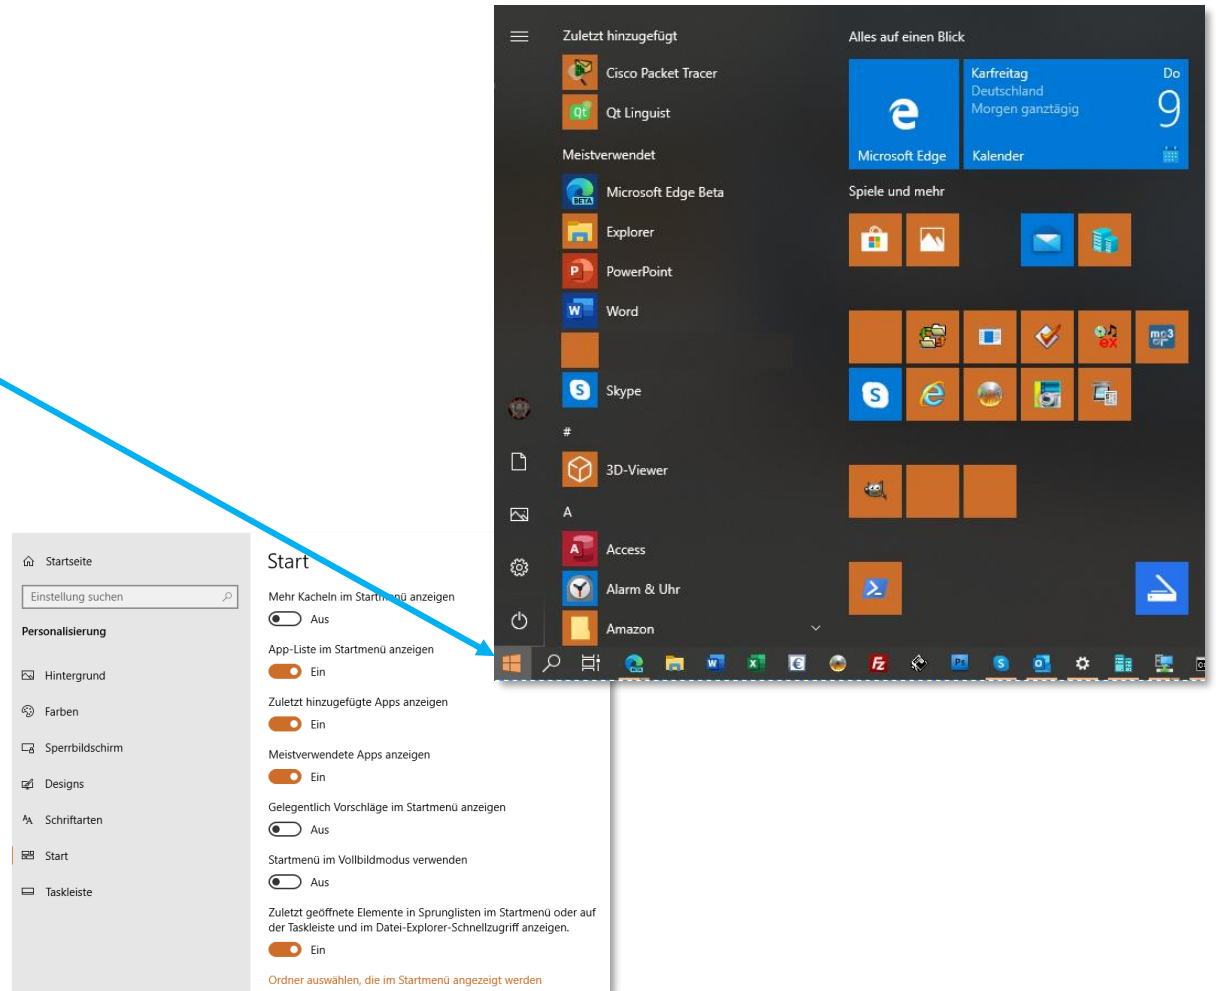 Zuletzt hinzugefügt
Cisco Packet Tracer
Qt
Qt Linguist
Meistverwendet
BETA
Microsoft Edge Beta
Explorer
P
PowerPoint
W
Word
S
Skype
#
3D-Viewer
A
A
Access
Alarm & Uhr
Amazon
Alles auf einen Blick
Microsoft Edge
Karfreitag
Deutschland
Morgen ganztägig
Do
9
Kalender
Spiele und mehr
ex
mp3
S
Startseite
Einstellung suchen
Personalisierung
Hintergrund
Farben
Sperrbildschirm
Designs
Schriftarten
Start
Taskleiste
Start
Mehr Kacheln im Startmenü anzeigen
Aus
App-Liste im Startmenü anzeigen
Ein
Zuletzt hinzugefügte Apps anzeigen
Ein
Meistverwendete Apps anzeigen
Ein
Gelegentlich Vorschläge im Startmenü anzeigen
Aus
Startmenü im Vollbildmodus verwenden
Aus
Zuletzt geöffnete Elemente in Sprunglisten im Startmenü oder auf
der Taskleiste und im Datei-Explorer-Schnellzugriff anzeigen.
Ein
Ordner auswählen, die im Startmenü angezeigt werden